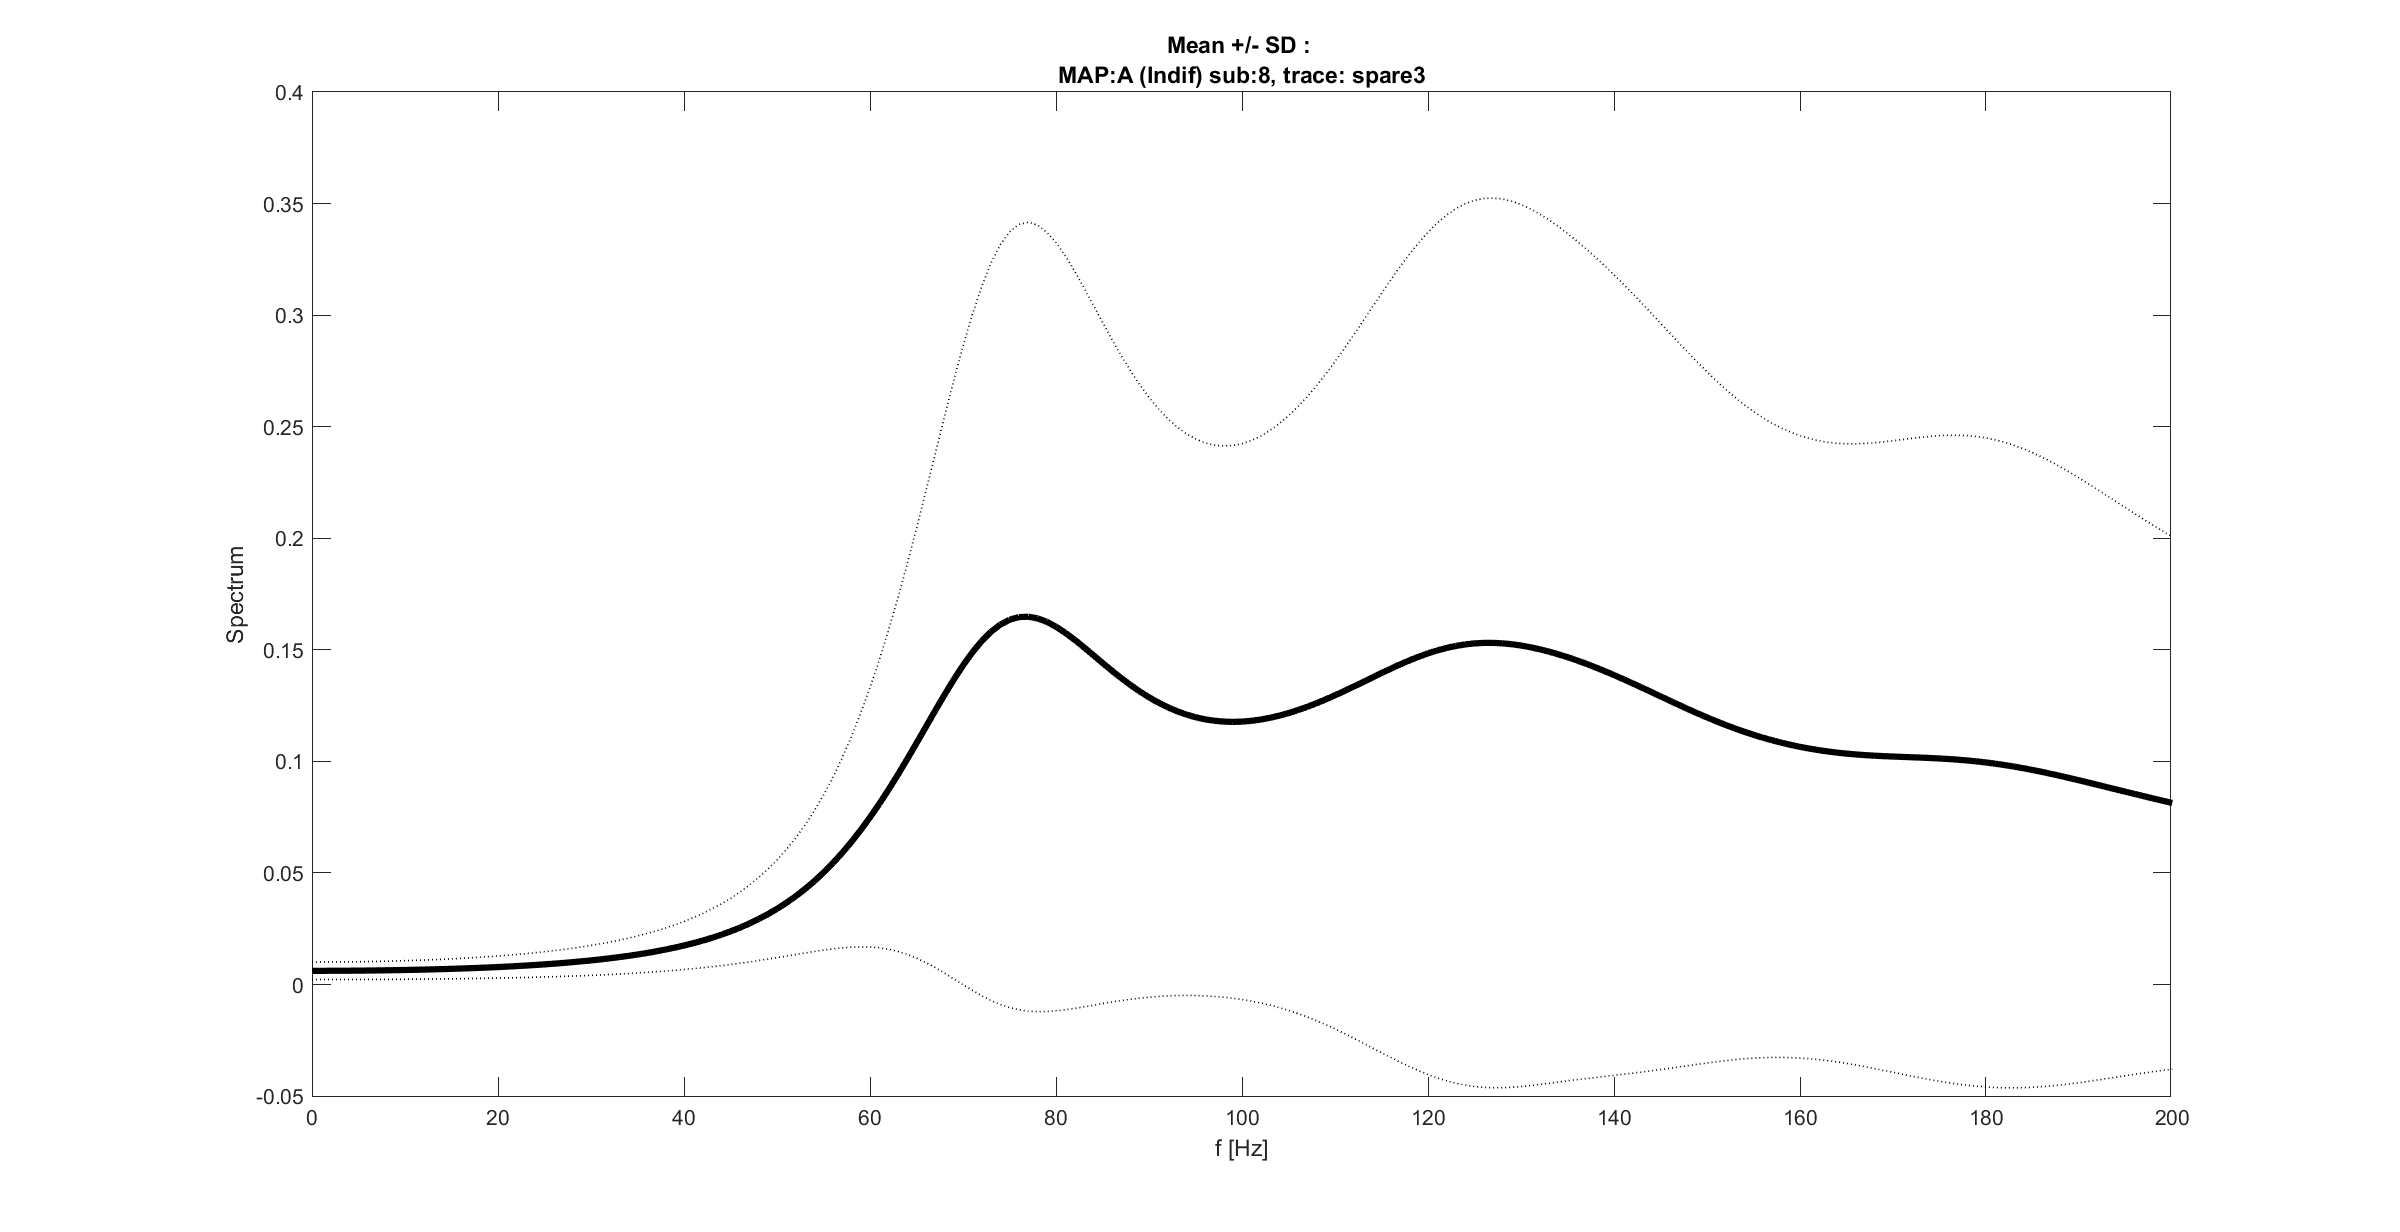 Mean +/- SD :
MAP:A (Indif) sub:8, trace: spare3
0.4
0.35
0.3
0.25
0.2
0.15
0.1
0.05
0
-0.05
Spectrum
0 20 40 60 80 100 120 140 160 180 200
f [Hz]